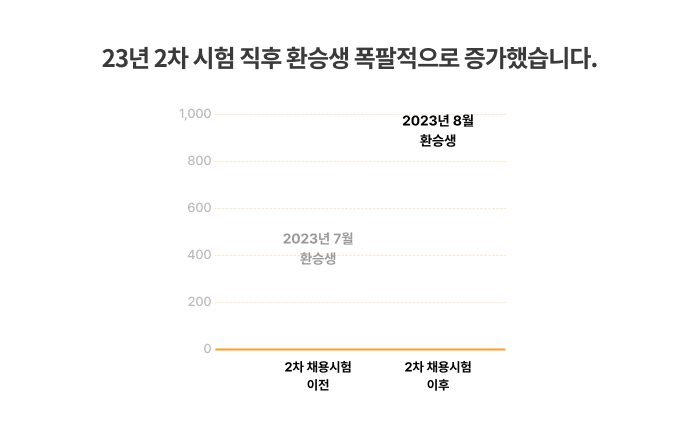 23년 2차 시험 직후 환승생 폭팔적으로 증가했습니다.
1,000
2023년 8월
환승생
800
600
2023년 7월
환승생
400
200
0
2차 채용시험
이전
2차 채용시험
이후